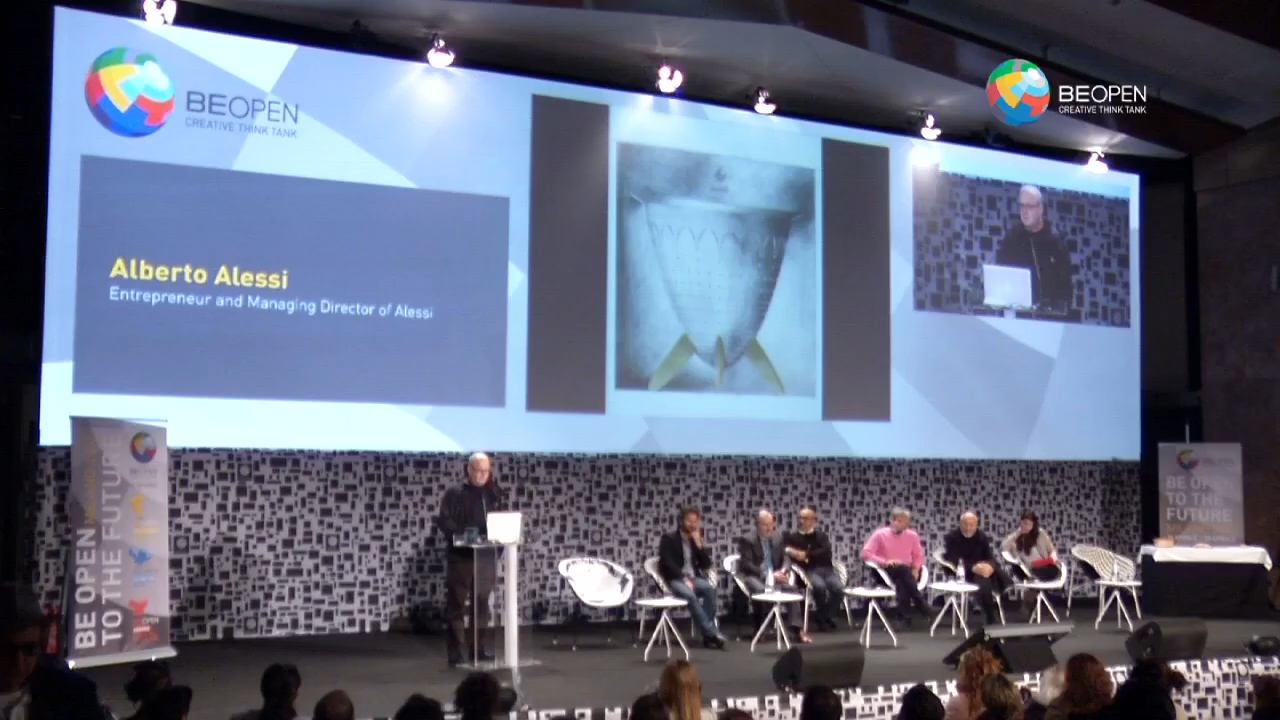 BEOPEN
CREATIVE THINK TANK
BEOPEN
CREATIVE THINK TANK
Alberto Alessi
Entrepreneur and Managing Director of Alessi
BE OPEN
TO THE FUTURE
BE OPEN
TO THE
FUTURE